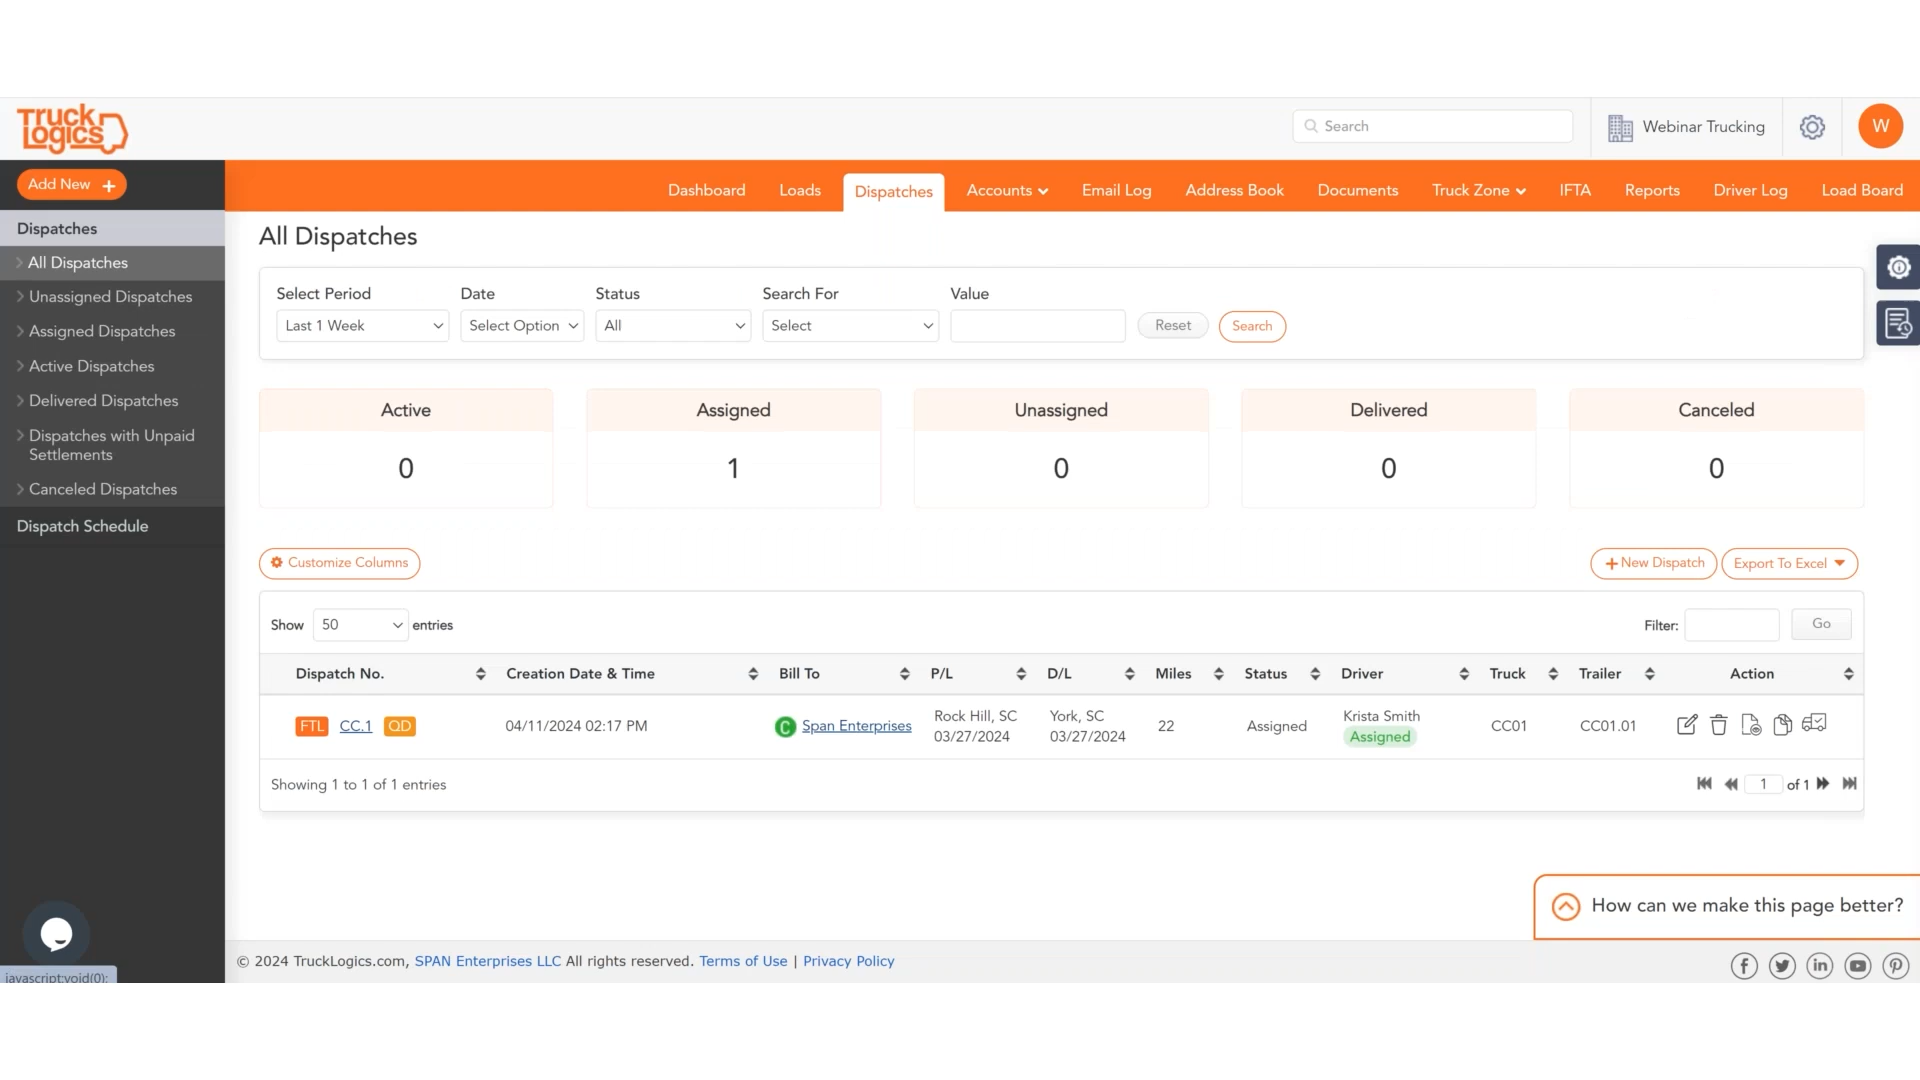 Truck Logics
Search
Webinar Trucking
W
Add New +
Dashboard Loads Dispatches Accounts Email Log Address Book Documents Truck Zone IFTA Reports Driver Log Load Board
Dispatches
All Dispatches
Unassigned Dispatches
Assigned Dispatches
Active Dispatches
Delivered Dispatches
Dispatches with Unpaid
Settlements
Canceled Dispatches
Dispatch Schedule
All Dispatches
Select Period Date Status Search For Value
Last 1 Week Select Option All Select Reset Search
Active Assigned Unassigned Delivered Canceled
0 1 0 0 0
Customize Columns + New Dispatch Export To Excel
Show 50 entries Filter: Go
Dispatch No. Creation Date & Time Bill To P/L D/L Miles Status Driver Truck Trailer Action
FTL CC.1 QD 04/11/2024 02:17 PM C Span Enterprises Rock Hill, SC York, SC 22 Assigned Krista Smith CC01 CC01.01
03/27/2024 03/27/2024 Assigned
Showing 1 to 1 of 1 entries 1 of 1
How can we make this page better?
© 2024 TruckLogics.com, SPAN Enterprises LLC All rights reserved. Terms of Use | Privacy Policy
javascript:void(0);